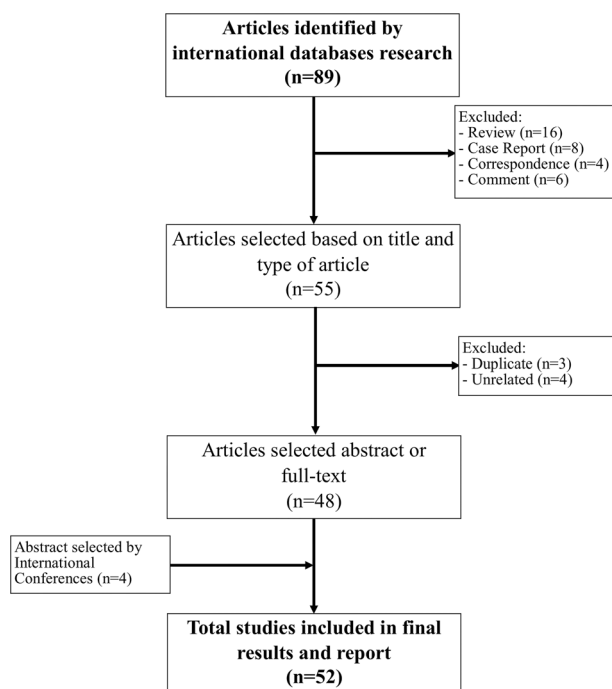 Articles identified by
international databases research
(n=89)
Excluded:
- Review (n=16)
- Case Report (n=8)
- Correspondence (n=4)
- Comment (n=6)
Articles selected based on title and
type of article
(n=55)
Excluded:
- Duplicate (n=3)
- Unrelated (n=4)
Articles selected abstract or
full-text
(n=48)
Abstract selected by
International
Conferences (n=4)
Total studies included in final
results and report
(n=52)